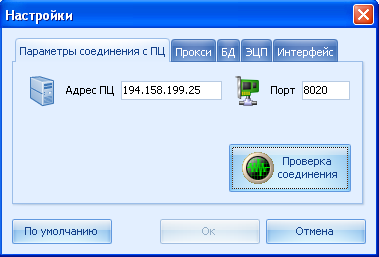 Настройки
Параметры соединения с ПЦ Прокси БД ЭЦП Интерфейс
Адрес ПЦ 194.158.199.25 Порт 8020
Проверка
соединения
По умолчанию Ок Отмена